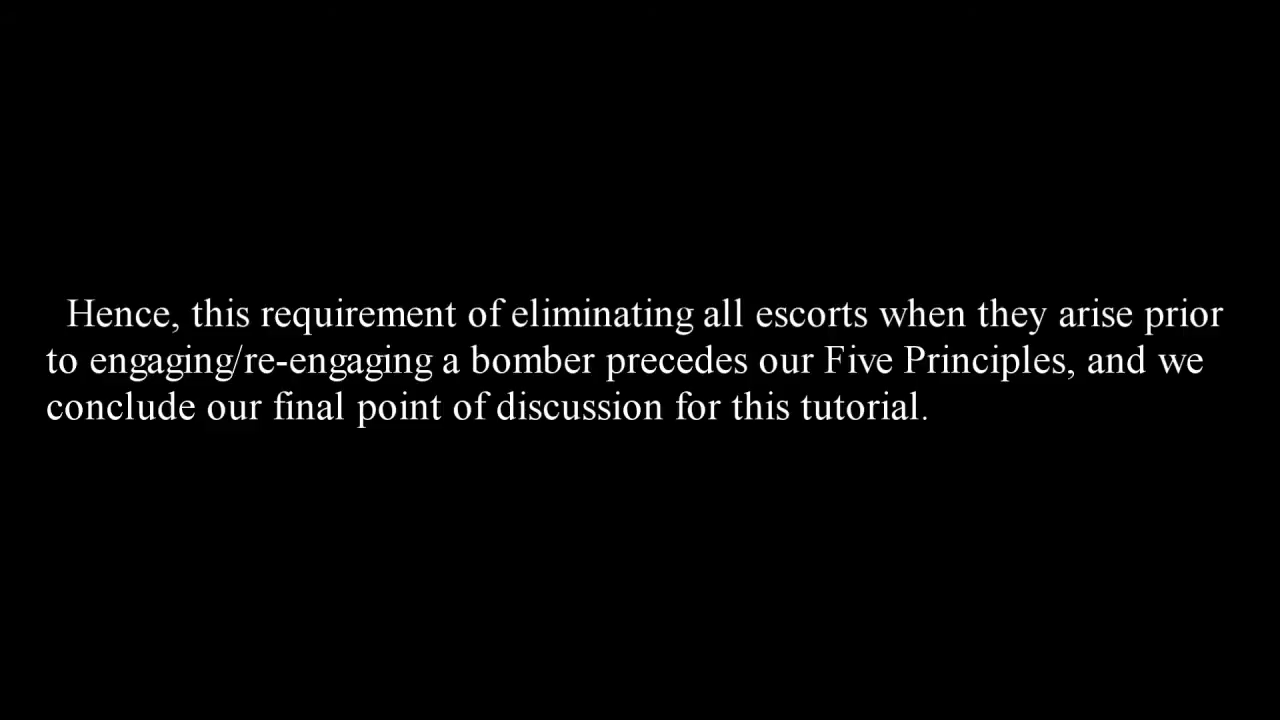 Hence, this requirement of eliminating all escorts when they arise prior
to engaging/re-engaging a bomber precedes our Five Principles, and we
conclude our final point of discussion for this tutorial.